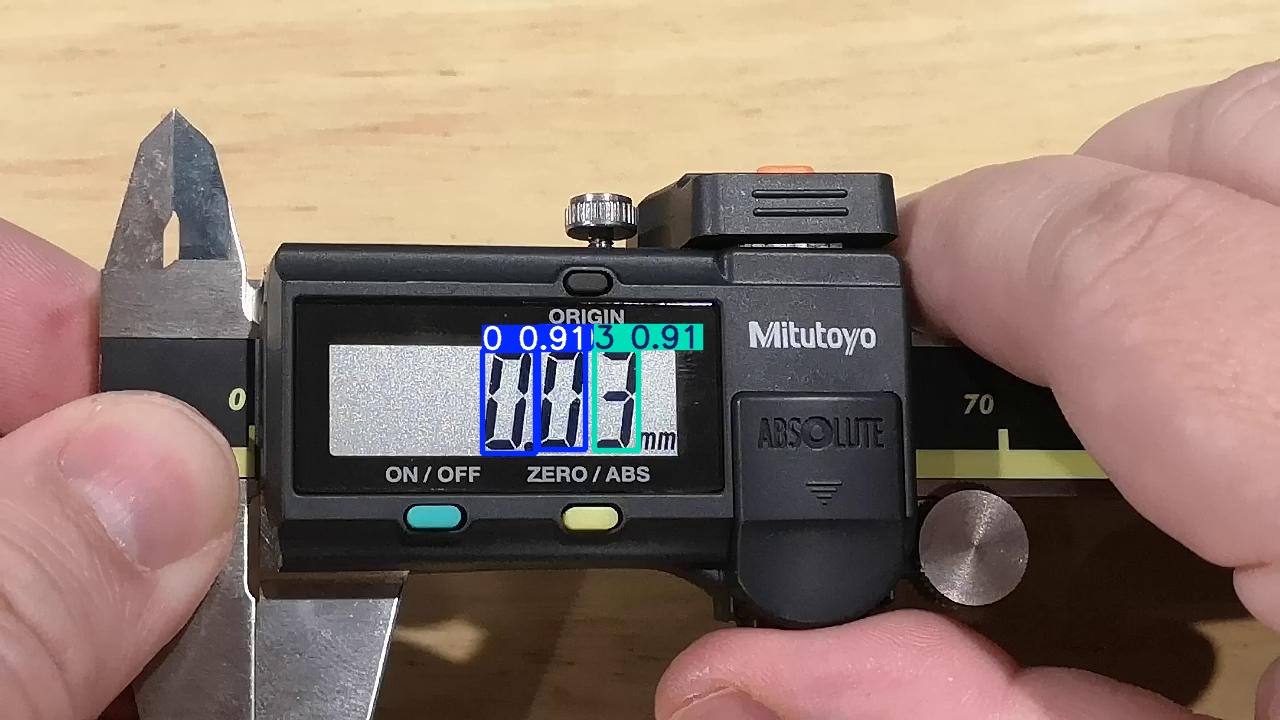 ORIGIN
0 0.91 3 0.91
0.03 mm
Mitutoyo
ABSOLUTE
0
70
ON / OFF ZERO / ABS